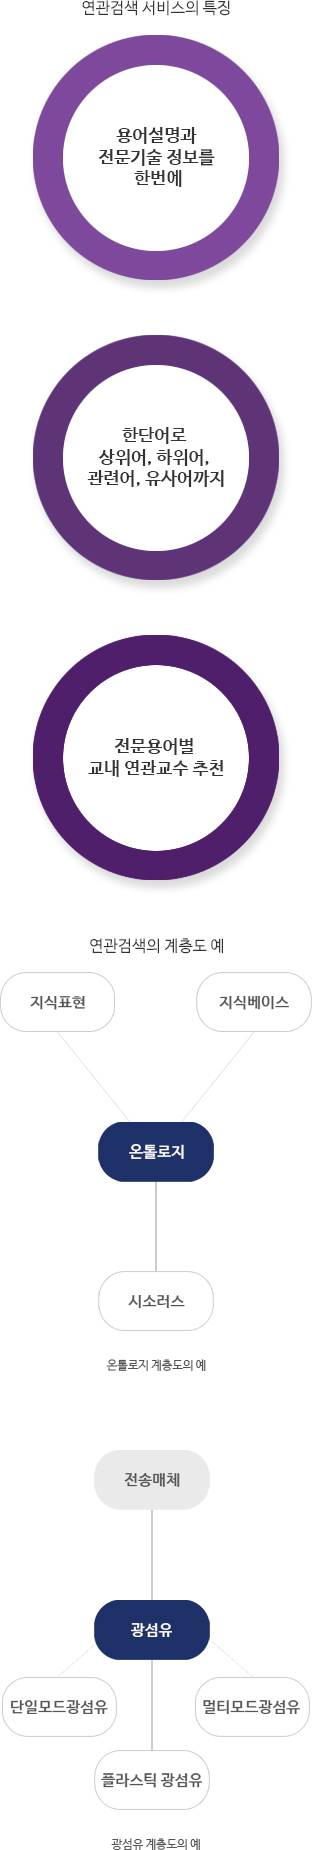 연관검색 서비스의 특징
용어설명과
전문기술 정보를
한번에
한단어로
상위어, 하위어,
관련어, 유사어까지
전문용어별
교내 연관교수 추천
연관검색의 계층도 예
지식표현
지식베이스
온톨로지
시소러스
온톨로지 계층도의 예
전송매체
광섬유
단일모드광섬유
멀티모드광섬유
플라스틱 광섬유
광섬유 계층도의 예